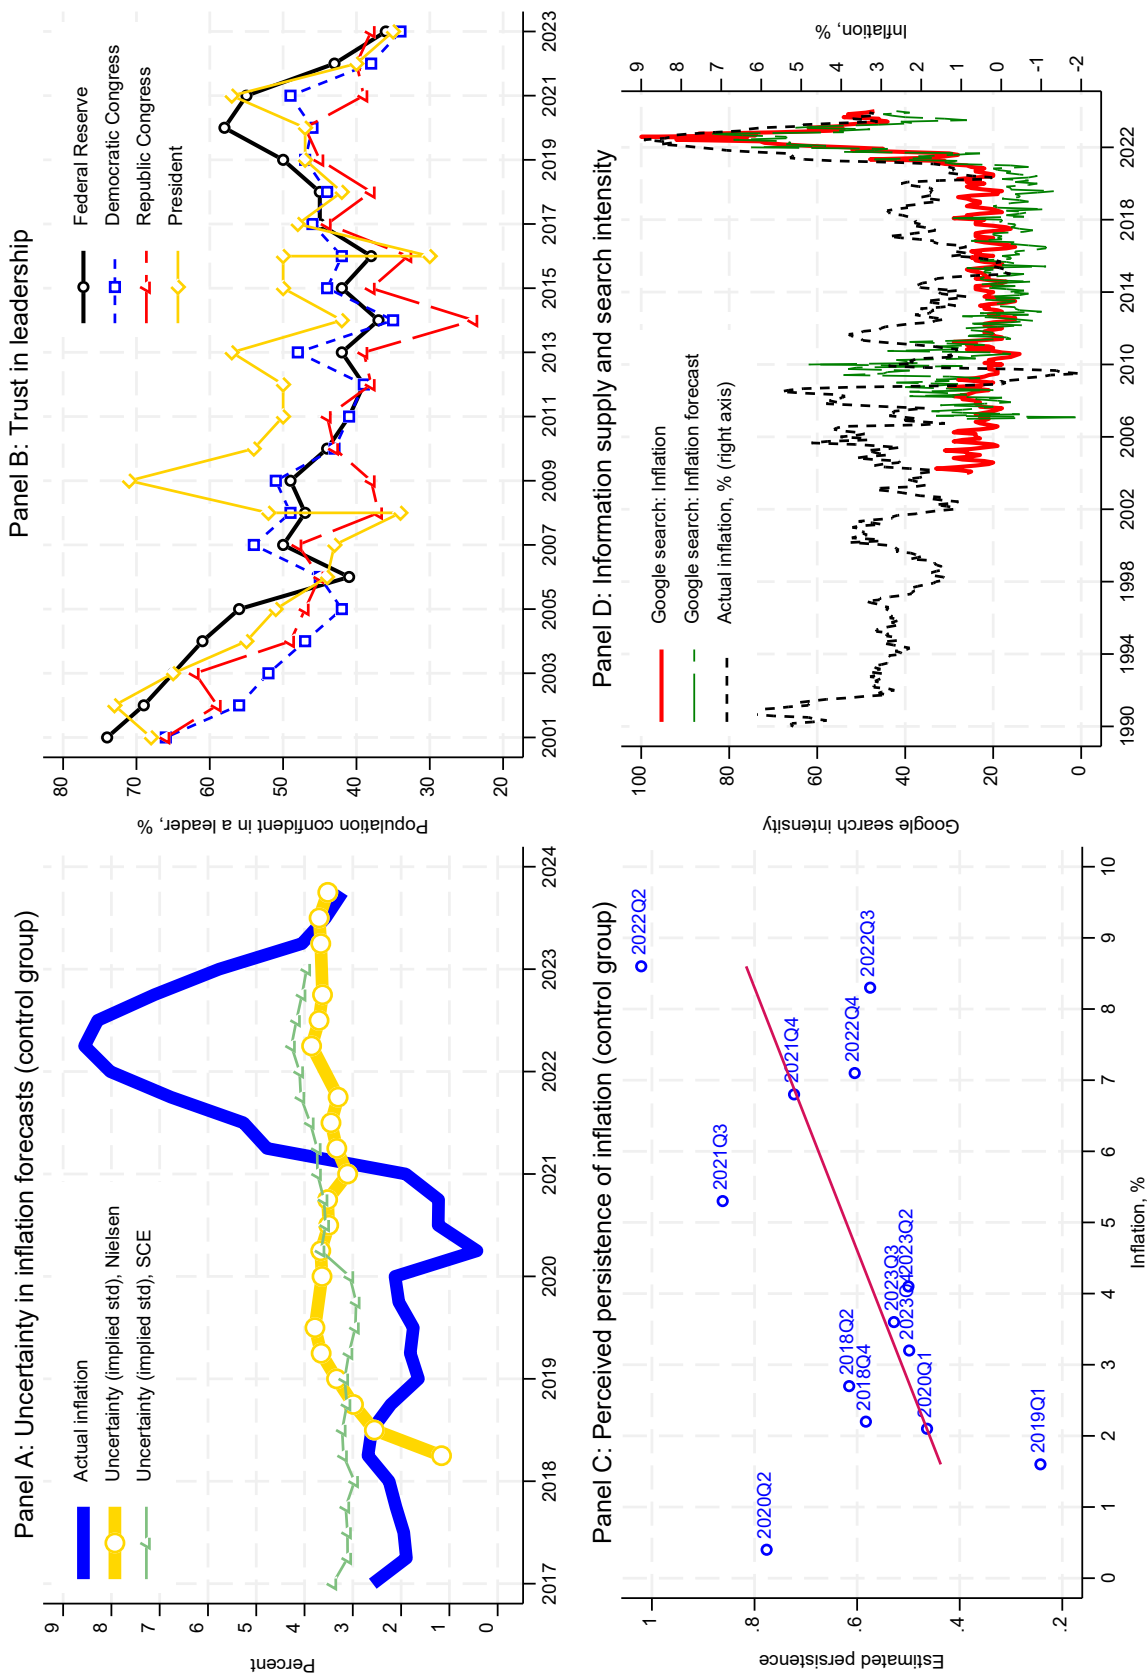 Panel A: Uncertainty in inflation forecasts (control group)
Actual inflation
Uncertainty (implied std), Nielsen
Uncertainty (implied std), SCE
Percent
9
8
7
6
5
4
3
2
1
0
2017 2018 2019 2020 2021 2022 2023 2024
Panel B: Trust in leadership
Federal Reserve
Democratic Congress
Republic Congress
President
Population confident in a leader, %
80
70
60
50
40
30
20
2001 2003 2005 2007 2009 2011 2013 2015 2017 2019 2021 2023
Panel C: Perceived persistence of inflation (control group)
Estimated persistence
1
.8
.6
.4
.2
2022Q2
2021Q3
2020Q2
2021Q4
2022Q4
2022Q3
2018Q2
2018Q4
2023Q3
2023Q2
2023Q4
2020Q1
2019Q1
0 1 2 3 4 5 6 7 8 9 10
Inflation, %
Panel D: Information supply and search intensity
Google search: Inflation
Google search: Inflation forecast
Actual inflation, % (right axis)
Google search intensity
100
80
60
40
20
0
Inflation, %
9
8
7
6
5
4
3
2
1
0
-1
-2
1990 1994 1998 2002 2006 2010 2014 2018 2022